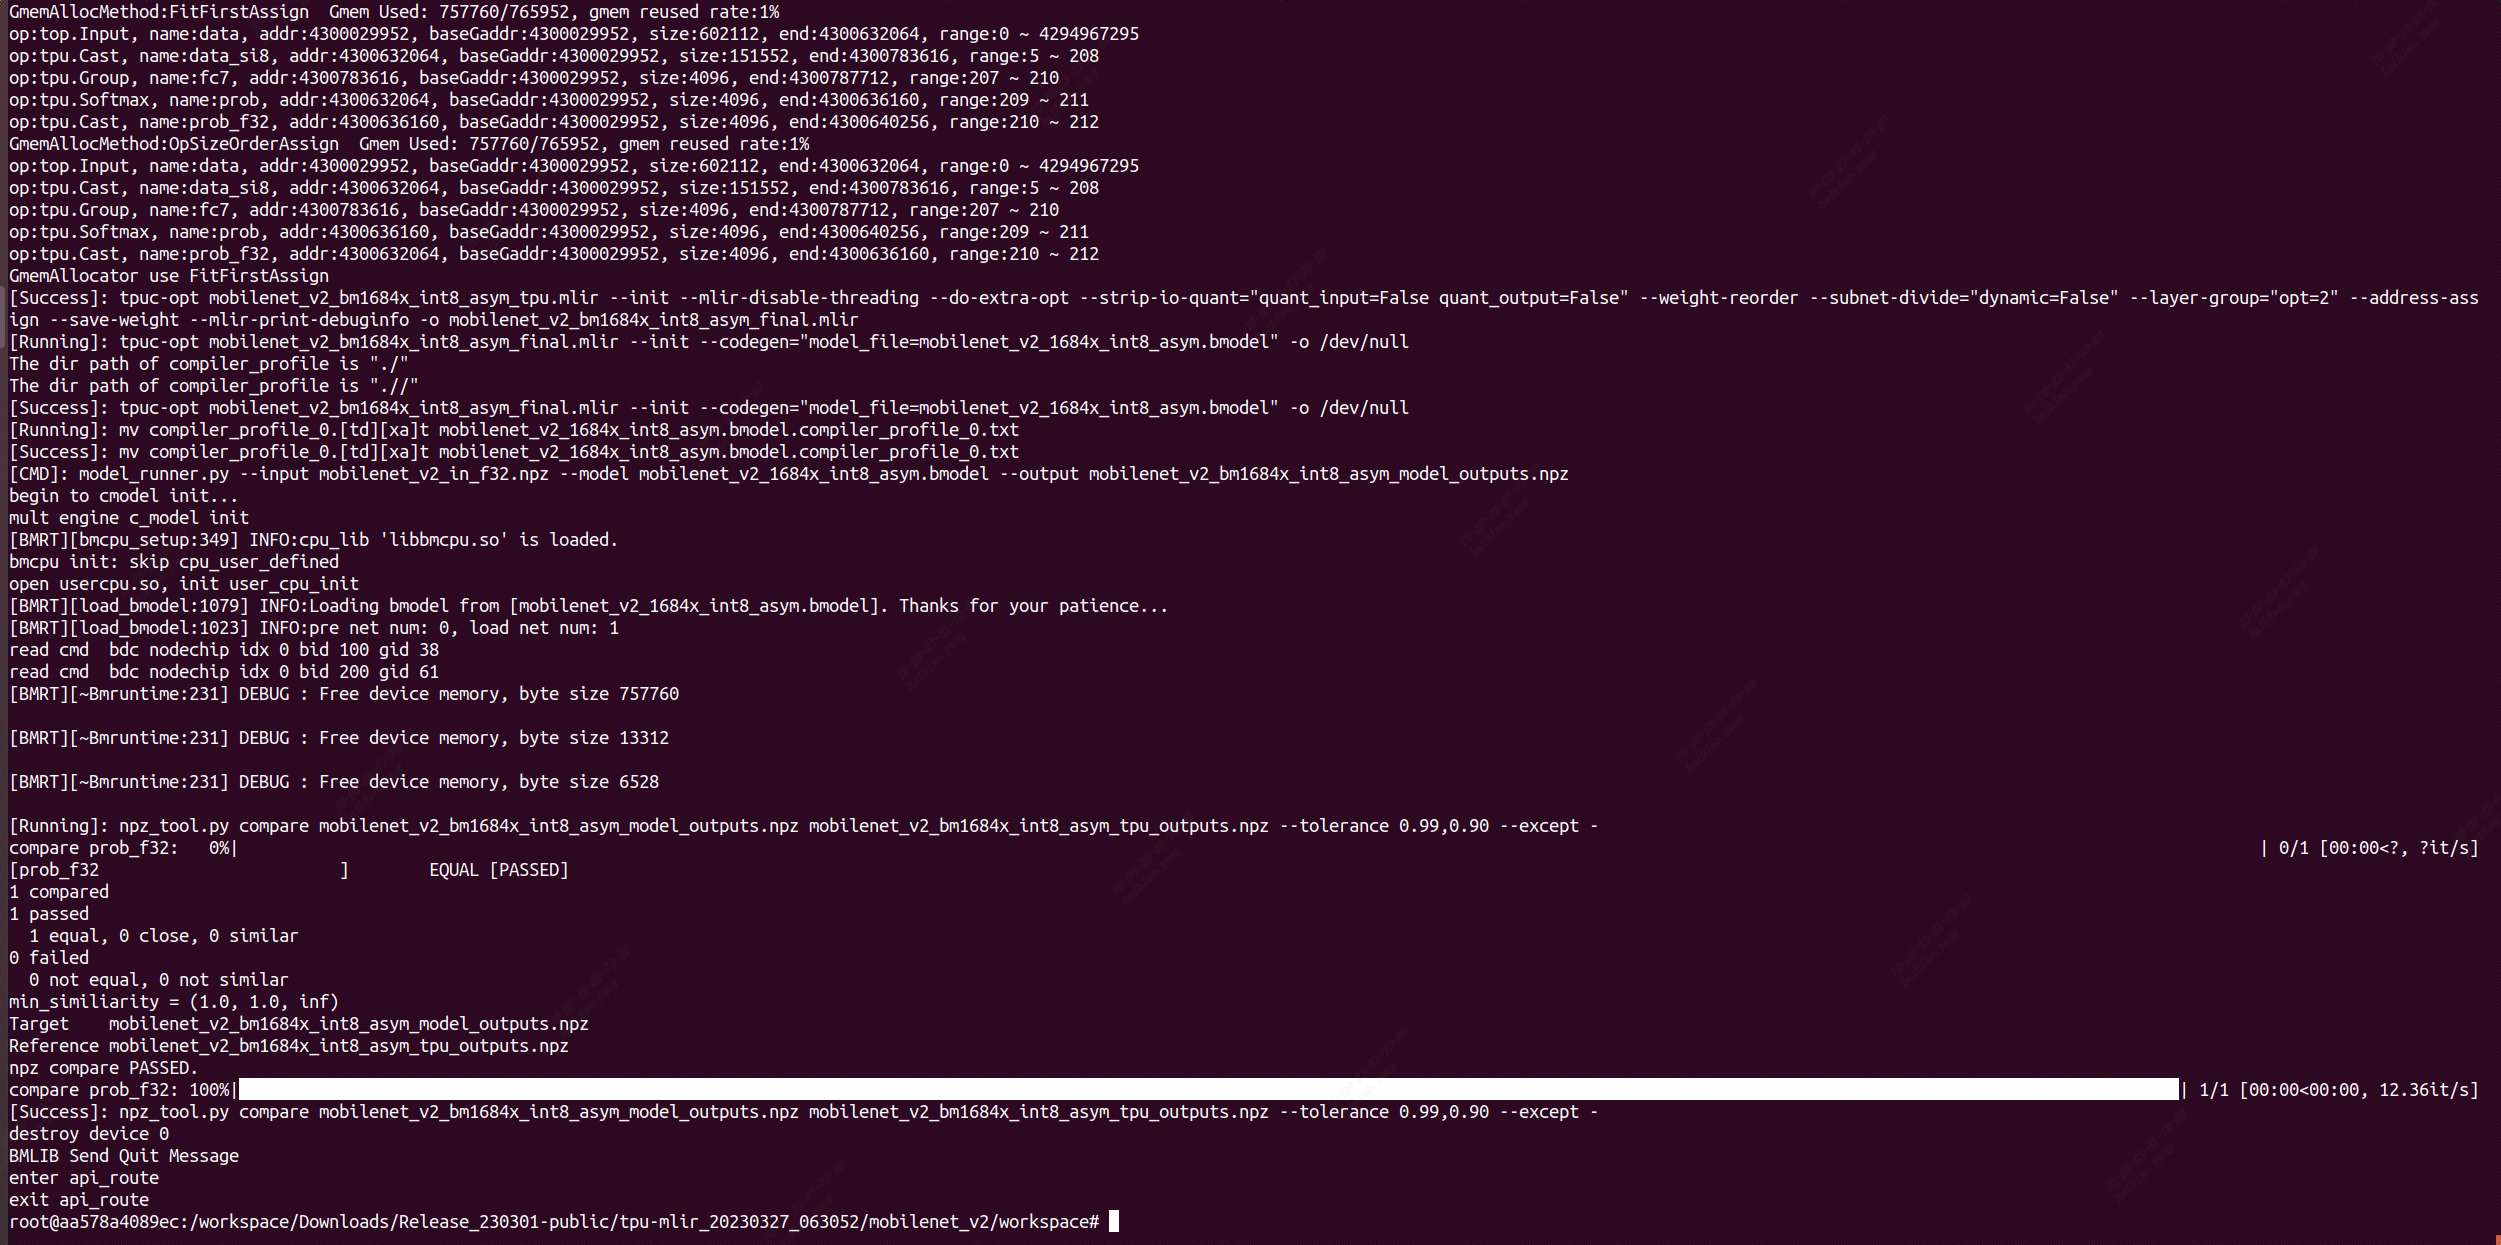 GmemAllocMethod:FitFirstAssign  Gmem Used: 757760/765952, gmem reused rate:1%
op:top.Input, name:data, addr:4300029952, baseGaddr:4300029952, size:602112, end:4300632064, range:0 ~ 4294967295
op:tpu.Cast, name:data_si8, addr:4300632064, baseGaddr:4300029952, size:151552, end:4300783616, range:5 ~ 208
op:tpu.Group, name:fc7, addr:4300783616, baseGaddr:4300029952, size:4096, end:4300787712, range:207 ~ 210
op:tpu.Softmax, name:prob, addr:4300632064, baseGaddr:4300029952, size:4096, end:4300636160, range:209 ~ 211
op:tpu.Cast, name:prob_f32, addr:4300636160, baseGaddr:4300029952, size:4096, end:4300640256, range:210 ~ 212
GmemAllocMethod:OpSizeOrderAssign  Gmem Used: 757760/765952, gmem reused rate:1%
op:top.Input, name:data, addr:4300029952, baseGaddr:4300029952, size:602112, end:4300632064, range:0 ~ 4294967295
op:tpu.Cast, name:data_si8, addr:4300632064, baseGaddr:4300029952, size:151552, end:4300783616, range:5 ~ 208
op:tpu.Group, name:fc7, addr:4300783616, baseGaddr:4300029952, size:4096, end:4300787712, range:207 ~ 210
op:tpu.Softmax, name:prob, addr:4300636160, baseGaddr:4300029952, size:4096, end:4300640256, range:209 ~ 211
op:tpu.Cast, name:prob_f32, addr:4300632064, baseGaddr:4300029952, size:4096, end:4300636160, range:210 ~ 212
GmemAllocator use FitFirstAssign
[Success]: tpuc-opt mobilenet_v2_bm1684x_int8_asym_tpu.mlir --init --mlir-disable-threading --do-extra-opt --strip-io-quant="quant_input=False quant_output=False" --weight-reorder --subnet-divide="dynamic=False" --layer-group="opt=2" --address-ass
ign --save-weight --mlir-print-debuginfo -o mobilenet_v2_bm1684x_int8_asym_final.mlir
[Running]: tpuc-opt mobilenet_v2_bm1684x_int8_asym_final.mlir --init --codegen="model_file=mobilenet_v2_1684x_int8_asym.bmodel" -o /dev/null
The dir path of compiler_profile is "./"
The dir path of compiler_profile is ".//"
[Success]: tpuc-opt mobilenet_v2_bm1684x_int8_asym_final.mlir --init --codegen="model_file=mobilenet_v2_1684x_int8_asym.bmodel" -o /dev/null
[Running]: mv compiler_profile_0.[td][xa]t mobilenet_v2_1684x_int8_asym.bmodel.compiler_profile_0.txt
[Success]: mv compiler_profile_0.[td][xa]t mobilenet_v2_1684x_int8_asym.bmodel.compiler_profile_0.txt
[CMD]: model_runner.py --input mobilenet_v2_in_f32.npz --model mobilenet_v2_1684x_int8_asym.bmodel --output mobilenet_v2_bm1684x_int8_asym_model_outputs.npz
begin to cmodel init...
mult engine c_model init
[BMRT][bmcpu_setup:349] INFO:cpu_lib 'libbmcpu.so' is loaded.
bmcpu init: skip cpu_user_defined
open usercpu.so, init user_cpu_init
[BMRT][load_bmodel:1079] INFO:Loading bmodel from [mobilenet_v2_1684x_int8_asym.bmodel]. Thanks for your patience...
[BMRT][load_bmodel:1023] INFO:pre net num: 0, load net num: 1
read cmd  bdc nodechip idx 0 bid 100 gid 38
read cmd  bdc nodechip idx 0 bid 200 gid 61
[BMRT][~Bmruntime:231] DEBUG : Free device memory, byte size 757760
[BMRT][~Bmruntime:231] DEBUG : Free device memory, byte size 13312
[BMRT][~Bmruntime:231] DEBUG : Free device memory, byte size 6528
[Running]: npz_tool.py compare mobilenet_v2_bm1684x_int8_asym_model_outputs.npz mobilenet_v2_bm1684x_int8_asym_tpu_outputs.npz --tolerance 0.99,0.90 --except -
compare prob_f32:   0%| | 0/1 [00:00<?, ?it/s]
[prob_f32                        ]        EQUAL [PASSED]
1 compared
1 passed
  1 equal, 0 close, 0 similar
0 failed
  0 not equal, 0 not similar
min_similiarity = (1.0, 1.0, inf)
Target    mobilenet_v2_bm1684x_int8_asym_model_outputs.npz
Reference mobilenet_v2_bm1684x_int8_asym_tpu_outputs.npz
npz compare PASSED.
compare prob_f32: 100%| | 1/1 [00:00<00:00, 12.36it/s]
[Success]: npz_tool.py compare mobilenet_v2_bm1684x_int8_asym_model_outputs.npz mobilenet_v2_bm1684x_int8_asym_tpu_outputs.npz --tolerance 0.99,0.90 --except -
destroy device 0
BMLIB Send Quit Message
enter api_route
exit api_route
root@aa578a4089ec:/workspace/Downloads/Release_230301-public/tpu-mlir_20230327_063052/mobilenet_v2/workspace#